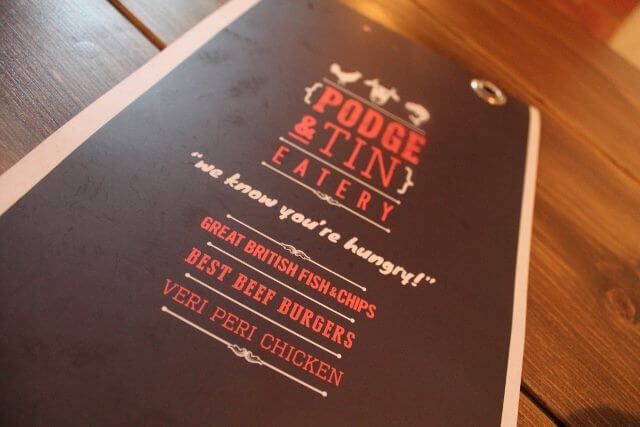 {PODGE
& TIN}
EATERY
"we know you're hungry!"
GREAT BRITISH FISH & CHIPS
BEST BEEF BURGERS
VERI PERI CHICKEN